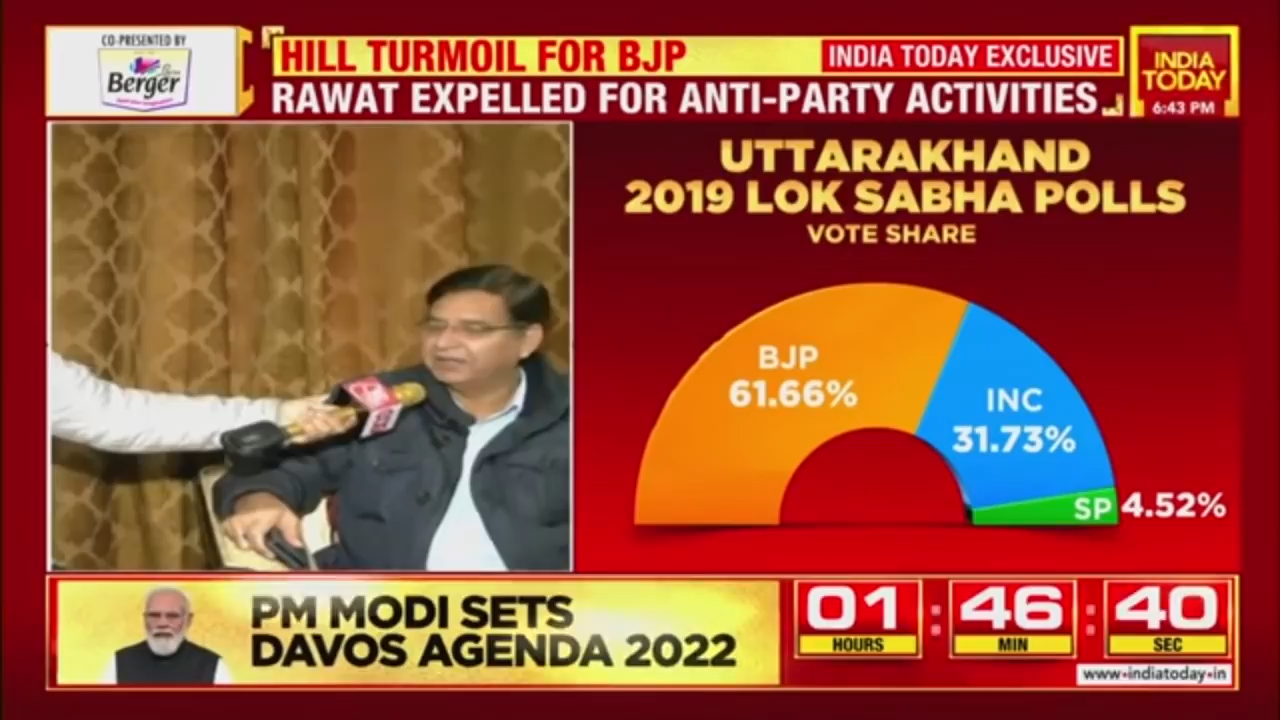 CO-PRESENTED BY
Berger
HILL TURMOIL FOR BJP
INDIA TODAY EXCLUSIVE
RAWAT EXPELLED FOR ANTI-PARTY ACTIVITIES
INDIA
TODAY
6:43 PM
UTTARAKHAND
2019 LOK SABHA POLLS
VOTE SHARE
BJP
61.66%
INC
31.73%
SP 4.52%
PM MODI SETS
DAVOS AGENDA 2022
01 : 46 : 40
HOURS MIN SEC
www.indiatoday.in